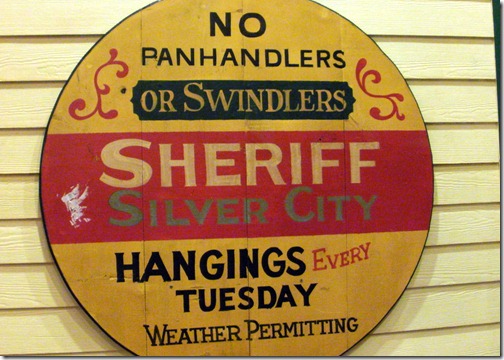 NO
PANHANDLERS
OR SWINDLERS
SHERIFF
SILVER CITY
HANGINGS EVERY
TUESDAY
WEATHER PERMITTING